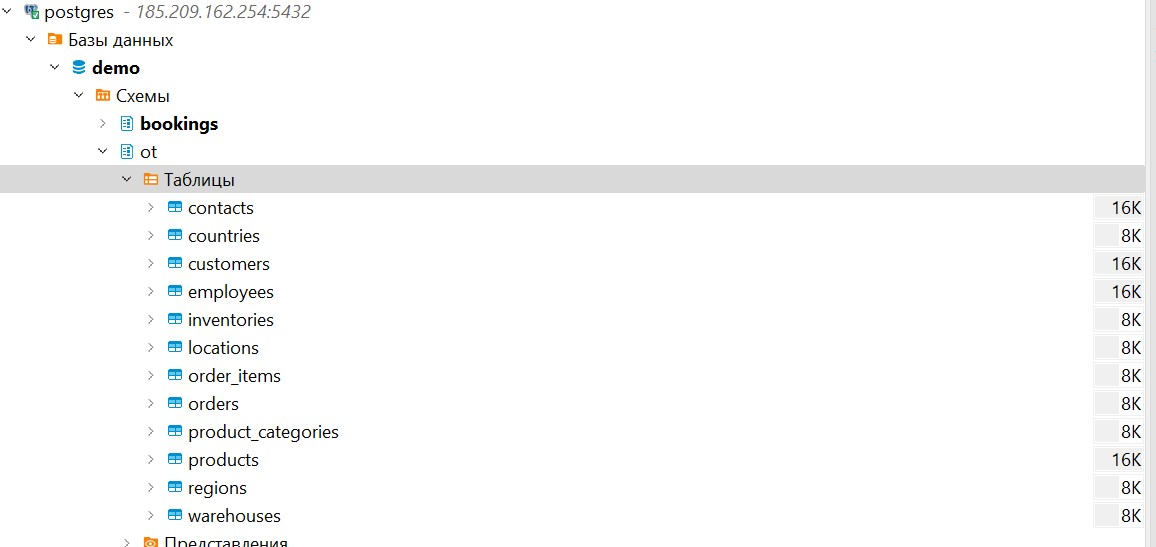 postgres - 185.209.162.254:5432
Базы данных
demo
Схемы
bookings
ot
Таблицы
contacts 16K
countries 8K
customers 16K
employees 16K
inventories 8K
locations 8K
order_items 8K
orders 8K
product_categories 8K
products 16K
regions 8K
warehouses 8K
Представления